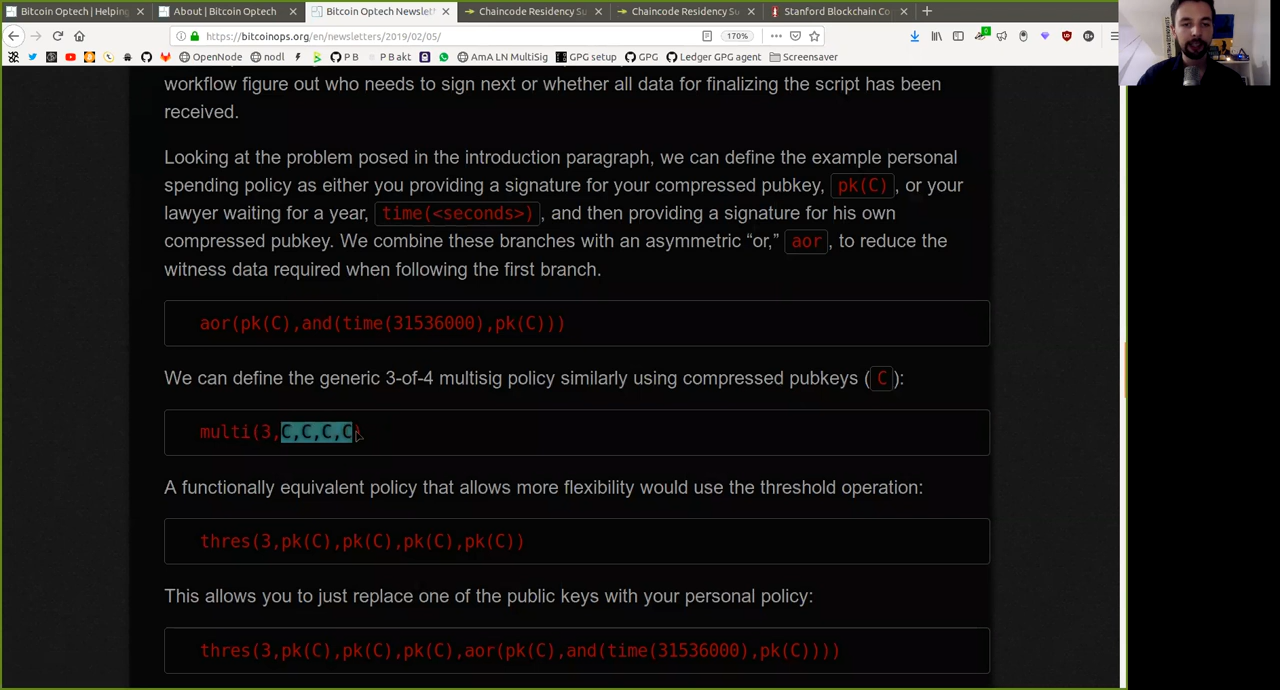 Bitcoin Optech | Helping
About | Bitcoin Optech
Bitcoin Optech Newslett
Chaincode Residency Su
Chaincode Residency Su
Stanford Blockchain Co
https://bitcoinops.org/en/newsletters/2019/02/05/
170%
OpenNode
nodl
P B
P B akt
AmA LN MultiSig
GPG setup
GPG
Ledger GPG agent
Screensaver
workflow figure out who needs to sign next or whether all data for finalizing the script has been
received.
Looking at the problem posed in the introduction paragraph, we can define the example personal
spending policy as either you providing a signature for your compressed pubkey, pk(C) , or your
lawyer waiting for a year, time(<seconds>) , and then providing a signature for his own
compressed pubkey. We combine these branches with an asymmetric “or,” aor , to reduce the
witness data required when following the first branch.
aor(pk(C),and(time(31536000),pk(C)))
We can define the generic 3-of-4 multisig policy similarly using compressed pubkeys ( C ):
multi(3,C,C,C,C)
A functionally equivalent policy that allows more flexibility would use the threshold operation:
thres(3,pk(C),pk(C),pk(C),pk(C))
This allows you to just replace one of the public keys with your personal policy:
thres(3,pk(C),pk(C),pk(C),aor(pk(C),and(time(31536000),pk(C))))